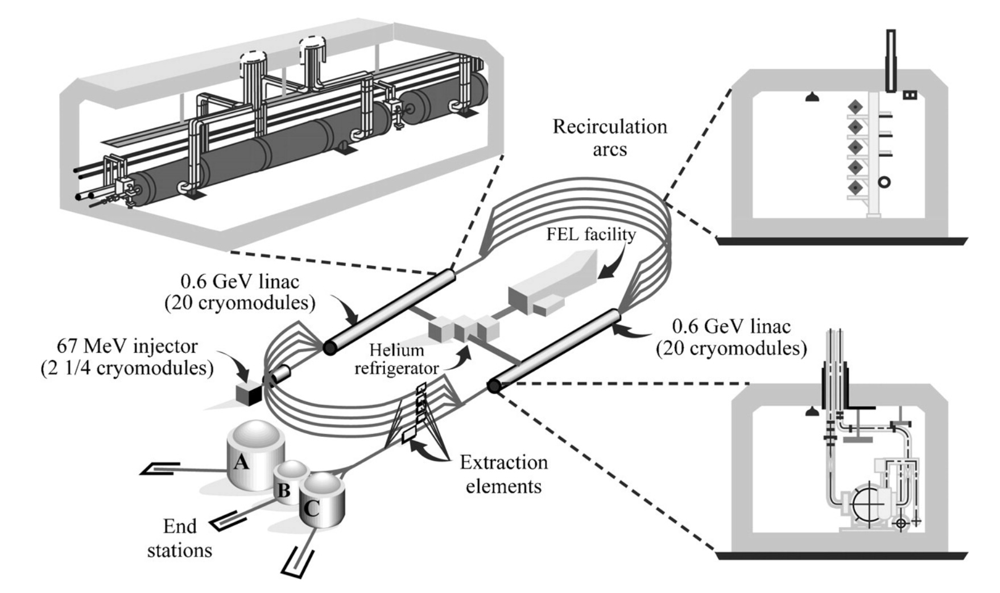 Recirculation
arcs
FEL facility
0.6 GeV linac
(20 cryomodules)
0.6 GeV linac
(20 cryomodules)
67 MeV injector
(2 1/4 cryomodules)
Helium
refrigerator
A
B
C
Extraction
elements
End
stations